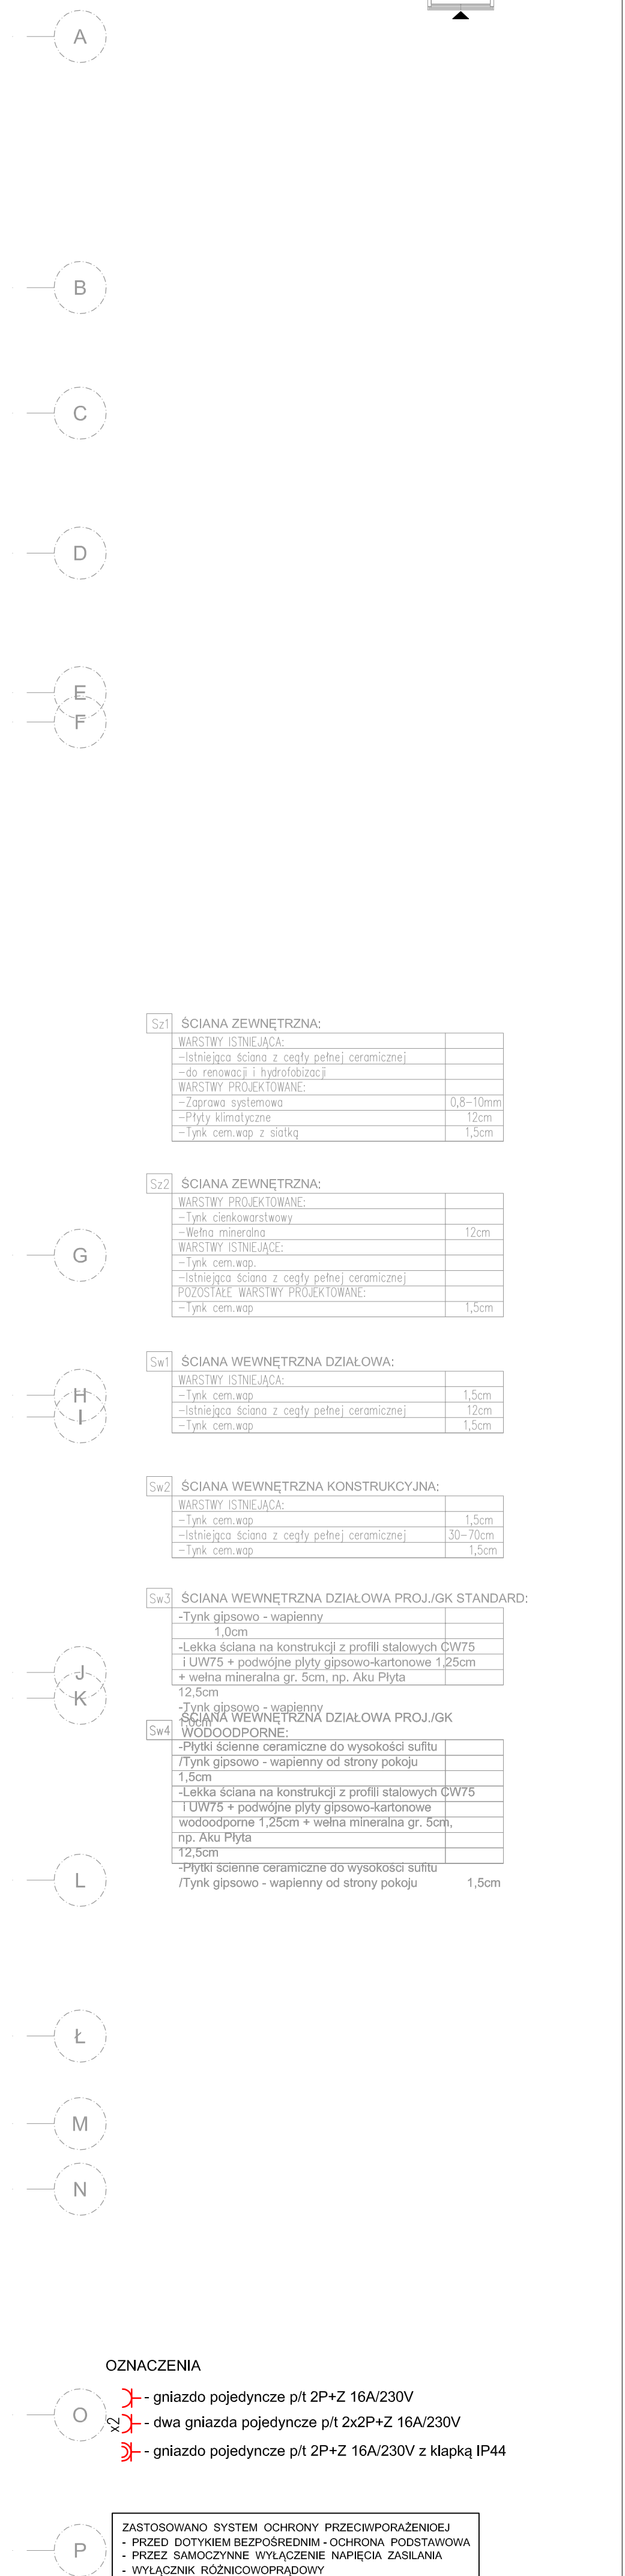 A
B
C
D
E
F
Sz1 ŚCIANA ZEWNĘTRZNA:
WARSTWY ISTNIEJĄCA:
-Istniejąca ściana z cegły pełnej ceramicznej
-do renowacji i hydrofobizacji
WARSTWY PROJEKTOWANE:
-Zaprawa systemowa 0,8-10mm
-Płyty klimatyczne 12cm
-Tynk cem.wap z siatką 1,5cm
Sz2 ŚCIANA ZEWNĘTRZNA:
WARSTWY PROJEKTOWANE:
-Tynk cienkowarstwowy
-Wełna mineralna 12cm
G
WARSTWY ISTNIEJĄCE:
-Tynk cem.wap.
-Istniejąca ściana z cegły pełnej ceramicznej
POZOSTAŁE WARSTWY PROJEKTOWANE:
-Tynk cem.wap 1,5cm
Sw1 ŚCIANA WEWNĘTRZNA DZIAŁOWA:
WARSTWY ISTNIEJĄCA:
H
-Tynk cem.wap 1,5cm
-Istniejąca ściana z cegły pełnej ceramicznej 12cm
I
-Tynk cem.wap 1,5cm
Sw2 ŚCIANA WEWNĘTRZNA KONSTRUKCYJNA:
WARSTWY ISTNIEJĄCA:
-Tynk cem.wap 1,5cm
-Istniejąca ściana z cegły pełnej ceramicznej 30-70cm
-Tynk cem.wap 1,5cm
Sw3 ŚCIANA WEWNĘTRZNA DZIAŁOWA PROJ./GK STANDARD:
-Tynk gipsowo - wapienny
1,0cm
-Lekka ściana na konstrukcji z profili stalowych CW75
i UW75 + podwójne plyty gipsowo-kartonowe 1,25cm
J
+ wełna mineralna gr. 5cm, np. Aku Płyta
12,5cm
K
-Tynk gipsowo - wapienny
1,0cm
Sw4 ŚCIANA WEWNĘTRZNA DZIAŁOWA PROJ./GK
WODOODPORNE:
-Płytki ścienne ceramiczne do wysokości sufitu
/Tynk gipsowo - wapienny od strony pokoju
1,5cm
-Lekka ściana na konstrukcji z profili stalowych CW75
i UW75 + podwójne plyty gipsowo-kartonowe
wodoodporne 1,25cm + wełna mineralna gr. 5cm,
np. Aku Płyta
12,5cm
-Płytki ścienne ceramiczne do wysokości sufitu
L
/Tynk gipsowo - wapienny od strony pokoju 1,5cm
Ł
M
N
OZNACZENIA
- gniazdo pojedyncze p/t 2P+Z 16A/230V
O
x2 - dwa gniazda pojedyncze p/t 2x2P+Z 16A/230V
- gniazdo pojedyncze p/t 2P+Z 16A/230V z klapką IP44
ZASTOSOWANO SYSTEM OCHRONY PRZECIWPORAŻENIOEJ
- PRZED DOTYKIEM BEZPOŚREDNIM - OCHRONA PODSTAWOWA
P
- PRZEZ SAMOCZYNNE WYŁĄCZENIE NAPIĘCIA ZASILANIA
- WYŁĄCZNIK RÓŻNICOWOPRĄDOWY